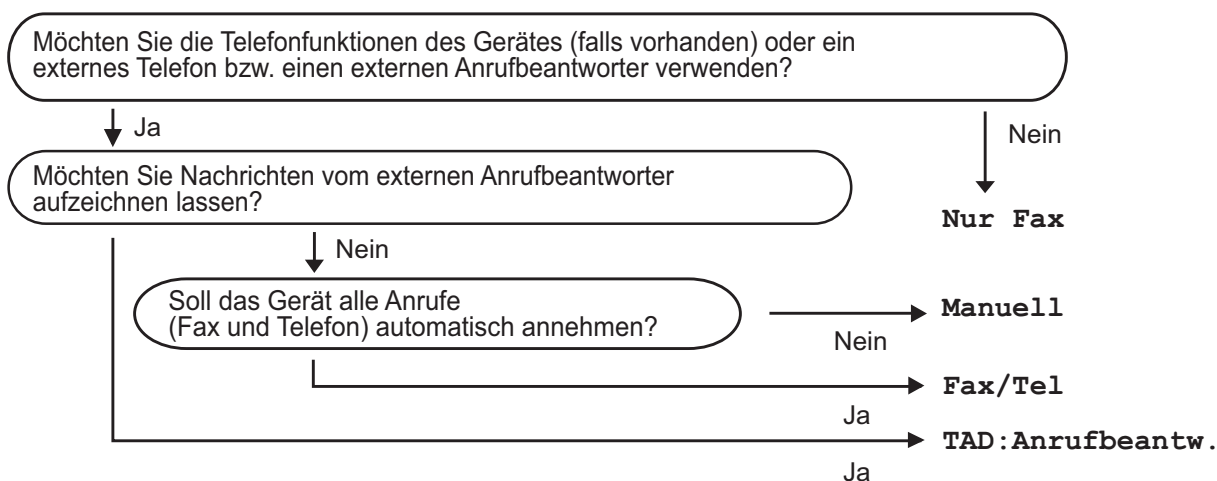 Möchten Sie die Telefonfunktionen des Gerätes (falls vorhanden) oder ein
externes Telefon bzw. einen externen Anrufbeantworter verwenden?
Ja
Nein
Möchten Sie Nachrichten vom externen Anrufbeantworter
aufzeichnen lassen?
Nur Fax
Nein
Soll das Gerät alle Anrufe
(Fax und Telefon) automatisch annehmen?
Manuell
Nein
Fax/Tel
Ja
TAD:Anrufbeantw.
Ja